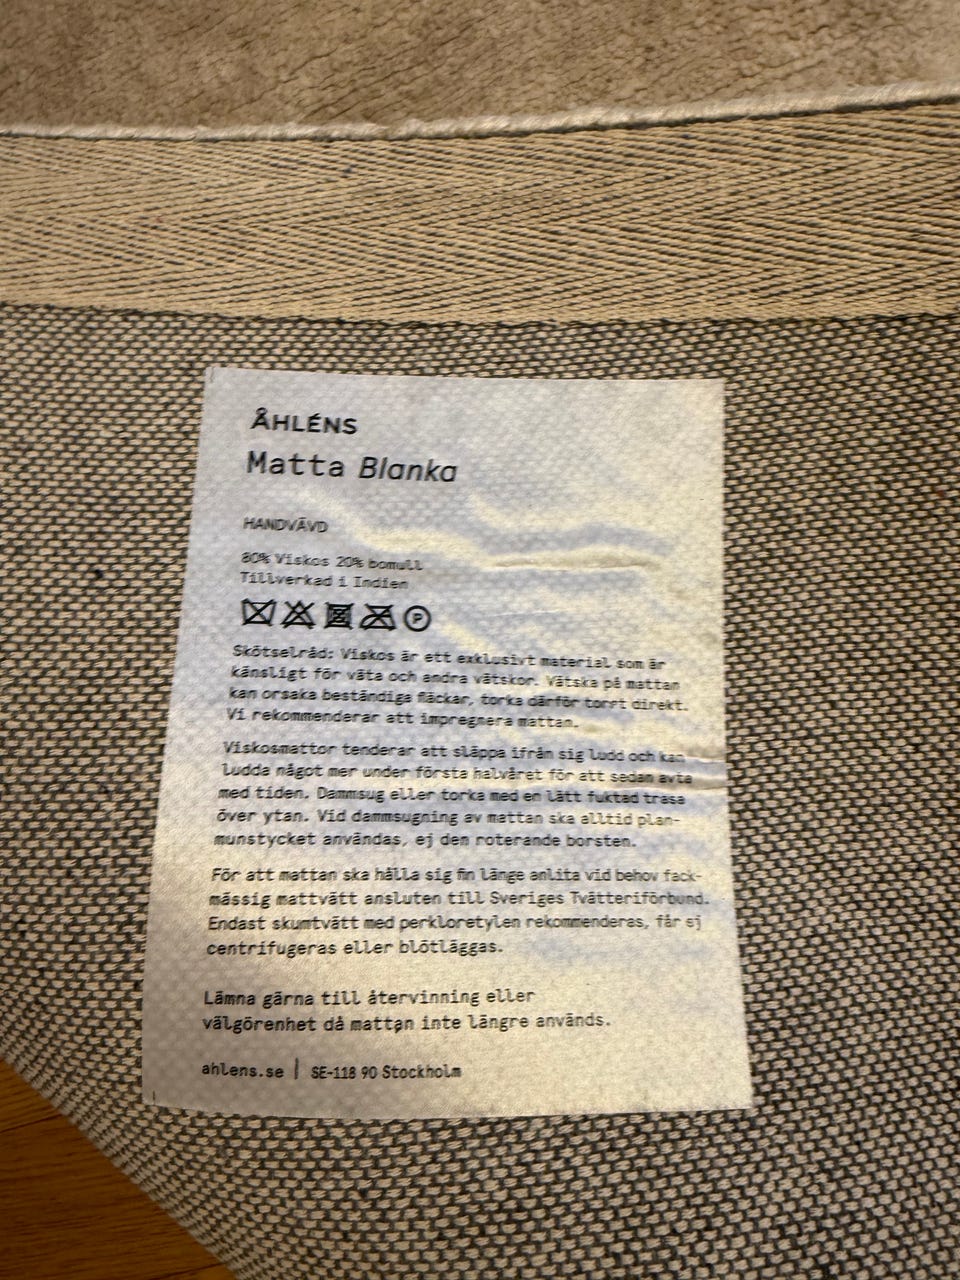 ÅHLÉNS
Matta Blanka
HANDVÄVD
80% Viskos 20% bomull
Tillverkad i Indien
P
Skötselråd: Viskos är ett exklusivt material som är
känsligt för väta och andra vätskor. Vätska på mattan
kan orsaka beständiga fläckar, torka därför torrt direkt.
Vi rekommenderar att impregnera mattan.
Viskosmattor tenderar att släppa ifrån sig ludd och kan
ludda något mer under första halvåret för att sedan avta
med tiden. Dammsug eller torka med en lätt fuktad trasa
över ytan. Vid dammsugning av mattan ska alltid plan-
munstycket användas, ej den roterande borsten.
För att mattan ska hålla sig fin länge anlita vid behov fack-
mässig mattvätt ansluten till Sveriges Tvätteriförbund.
Endast skumtvätt med perkloretylen rekommenderas, får ej
centrifugeras eller blötläggas.
Lämna gärna till återvinning eller
välgörenhet då mattan inte längre används.
ahlens.se | SE-118 90 Stockholm